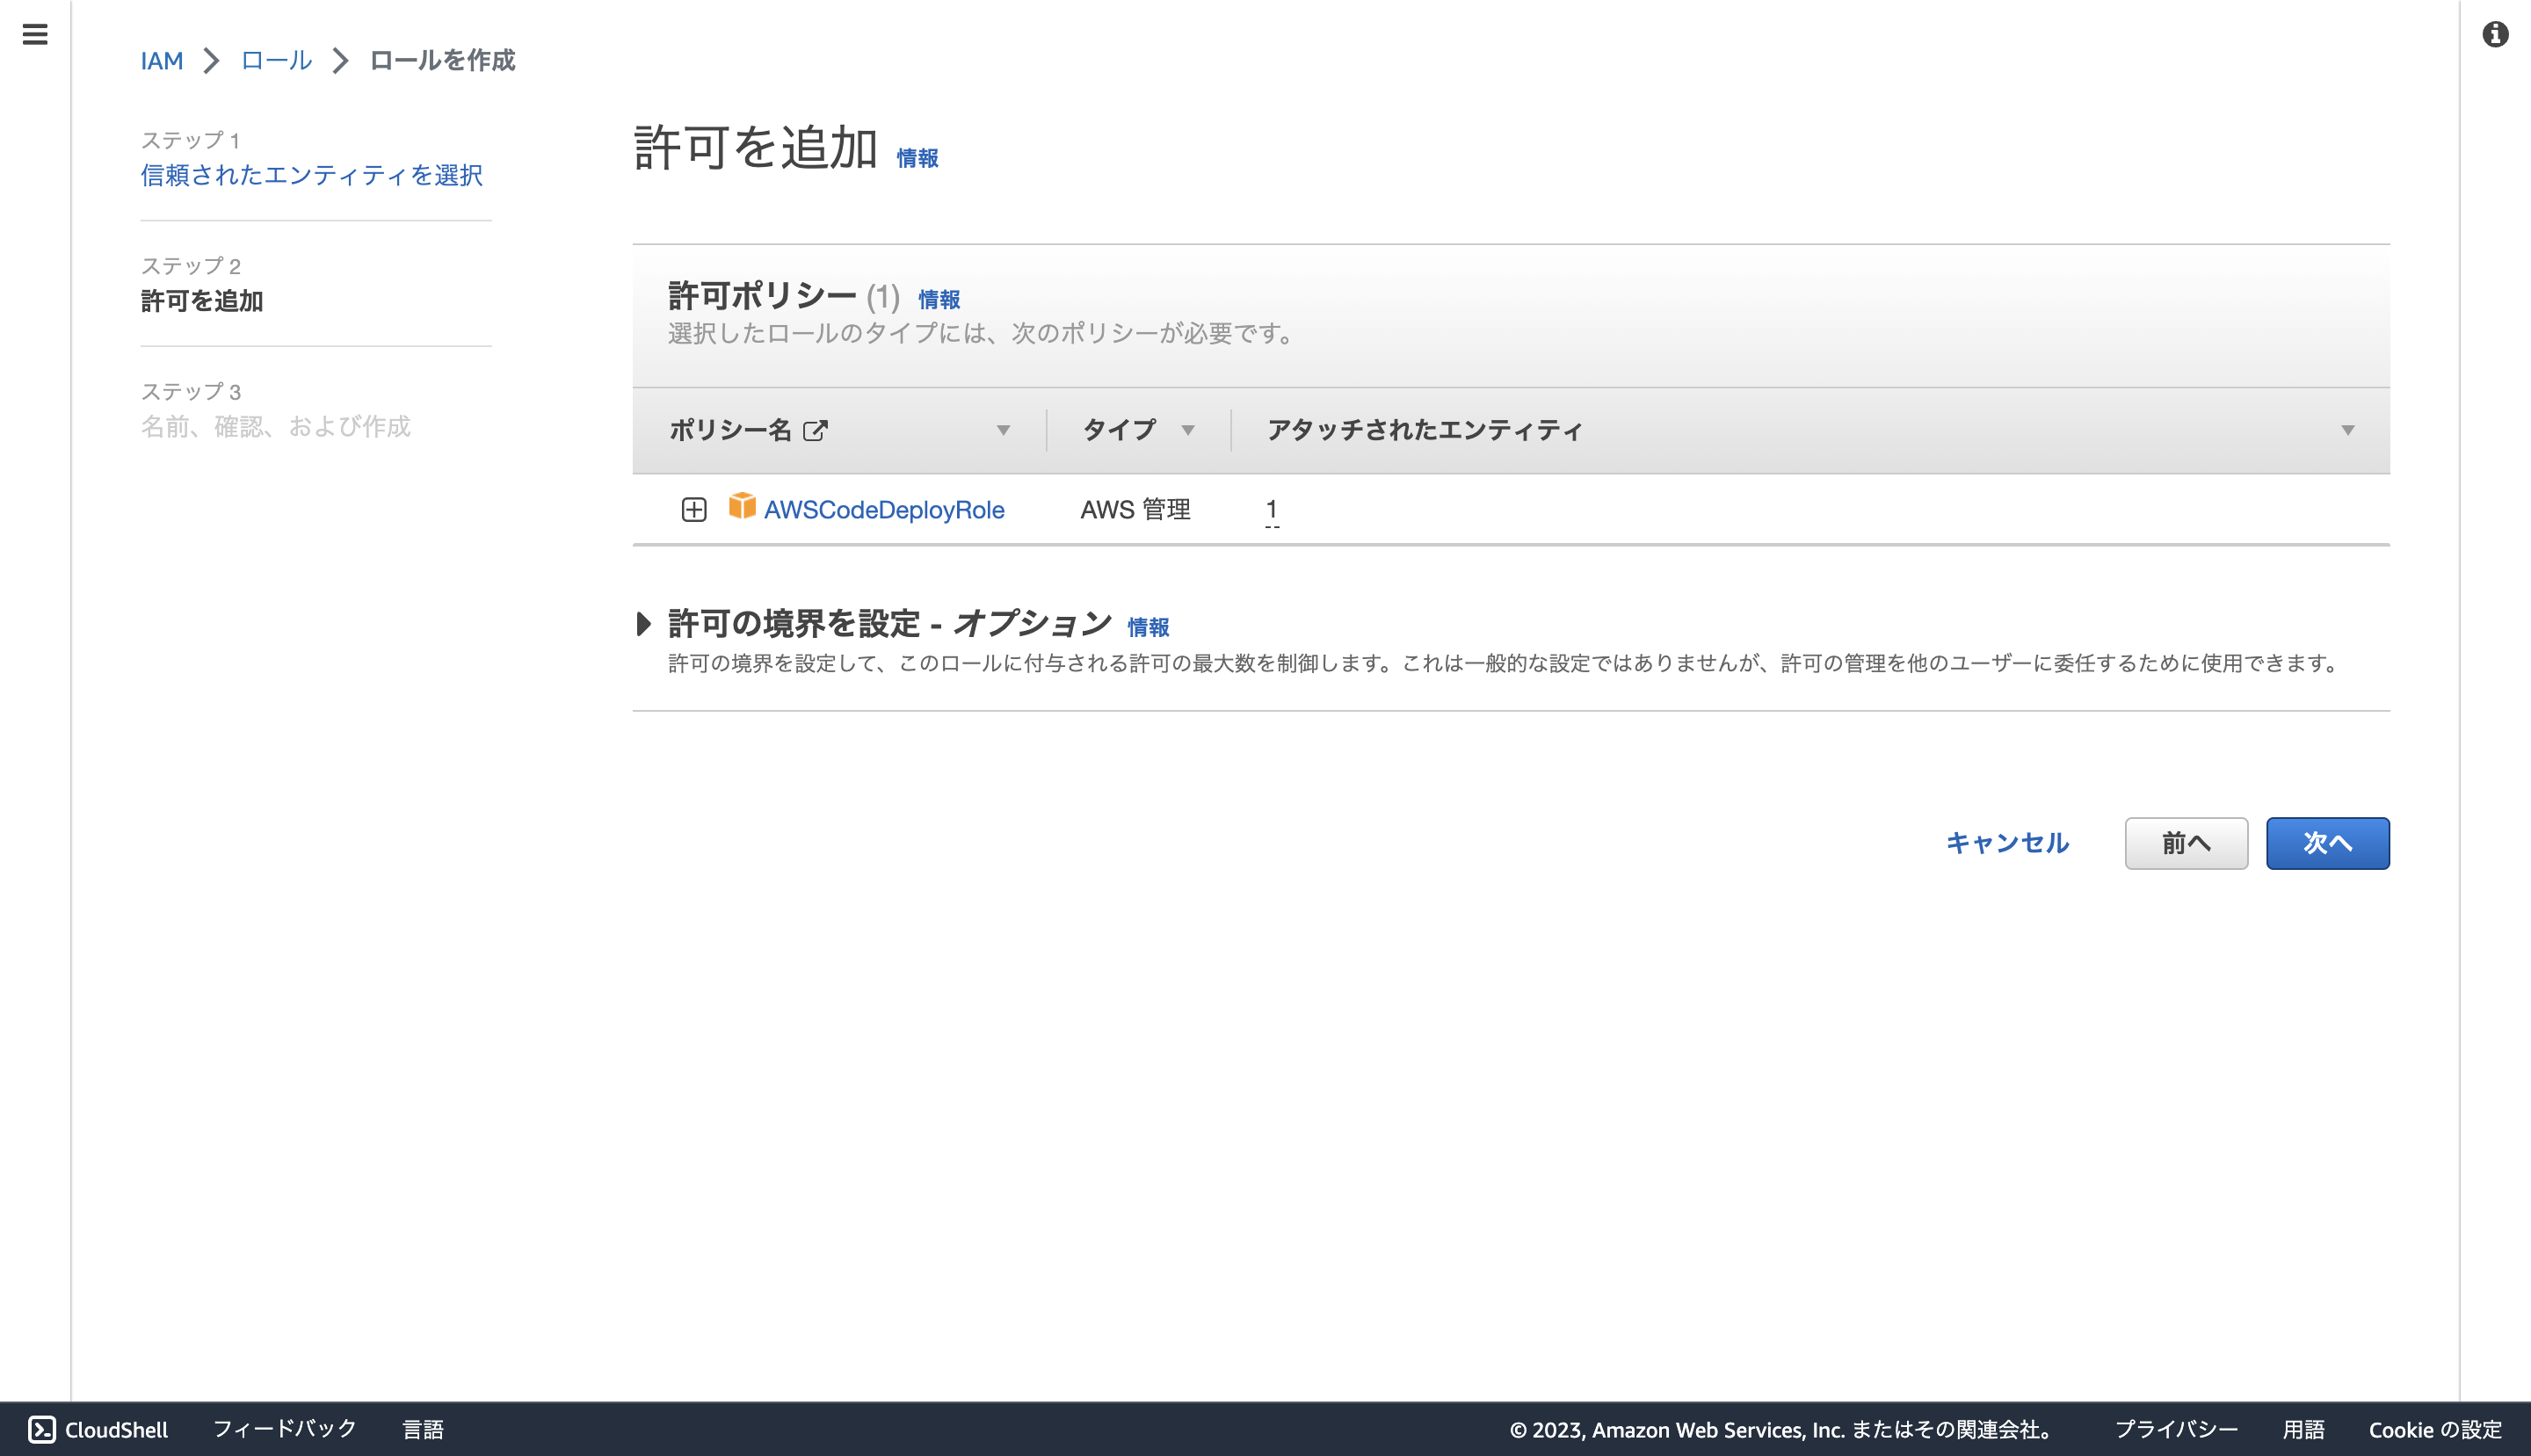 IAM > ロール > ロールを作成
ステップ 1
信頼されたエンティティを選択
ステップ 2
許可を追加
ステップ 3
名前、確認、および作成
許可を追加 情報
許可ポリシー (1) 情報
選択したロールのタイプには、次のポリシーが必要です。
ポリシー名 タイプ アタッチされたエンティティ
AWSCodeDeployRole AWS 管理 1
許可の境界を設定 - オプション 情報
許可の境界を設定して、このロールに付与される許可の最大数を制御します。これは一般的な設定ではありませんが、許可の管理を他のユーザーに委任するために使用できます。
キャンセル 前へ 次へ
CloudShell フィードバック 言語 © 2023, Amazon Web Services, Inc. またはその関連会社。 プライバシー 用語 Cookie の設定